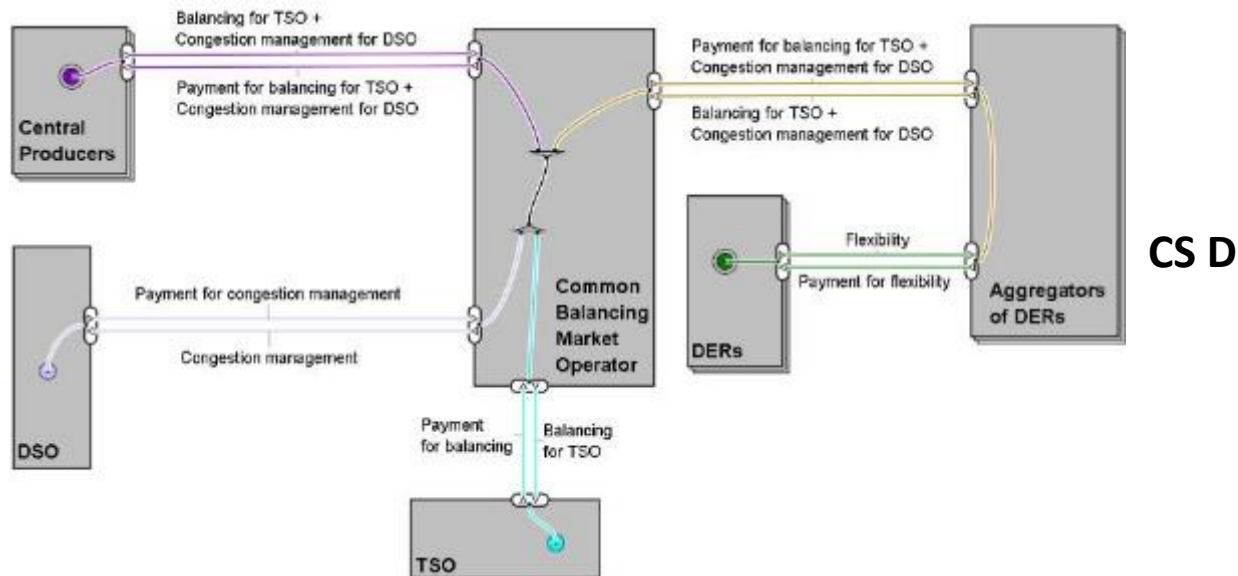 Balancing for TSO +
Congestion management for DSO
Payment for balancing for TSO +
Congestion management for DSO
Central
Producers
Payment for balancing for TSO +
Congestion management for DSO
Balancing for TSO +
Congestion management for DSO
Flexibility
Payment for flexibility
DERs
Aggregators
of DERs
CS D
Payment for congestion management
Congestion management
DSO
Common
Balancing
Market
Operator
Payment
for balancing
Balancing
for TSO
TSO